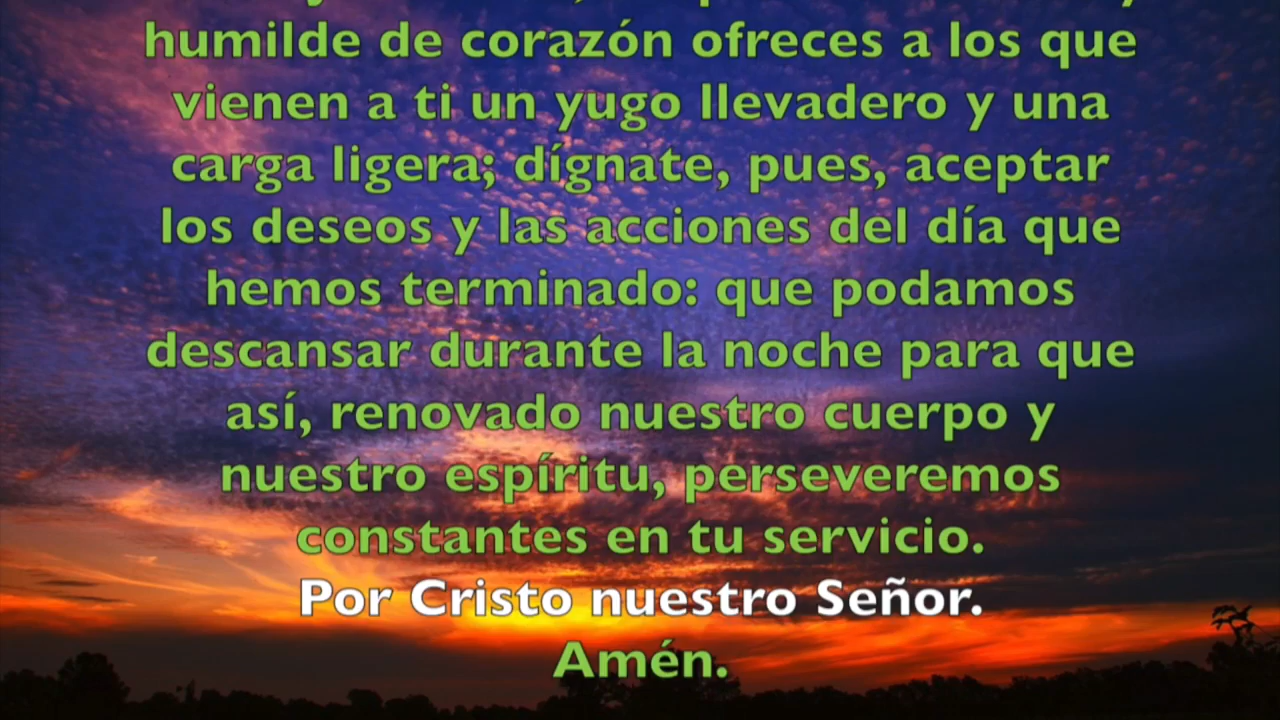 humilde de corazón ofreces a los que
vienen a ti un yugo llevadero y una
carga ligera; dígnate, pues, aceptar
los deseos y las acciones del día que
hemos terminado: que podamos
descansar durante la noche para que
así, renovado nuestro cuerpo y
nuestro espíritu, perseveremos
constantes en tu servicio.
Por Cristo nuestro Señor.
Amén.